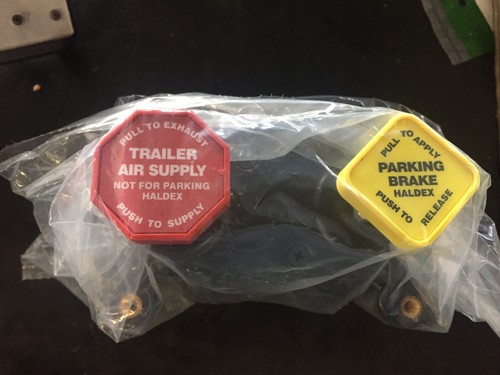 PULL TO EXHAUST
TRAILER
AIR SUPPLY
NOT FOR PARKING
HALDEX
PUSH TO SUPPLY
PULL TO APPLY
PARKING
BRAKE
HALDEX
PUSH TO RELEASE